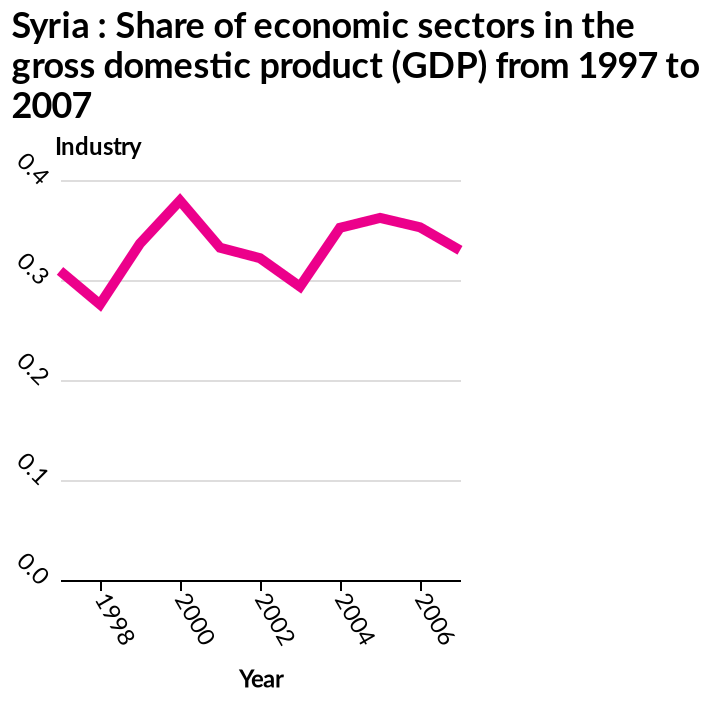 Syria : Share of economic sectors in the
gross domestic product (GDP) from 1997 to
2007
Industry
0.4
0.3
0.2
0.1
0.0
1998
2000
2002
2004
2006
Year